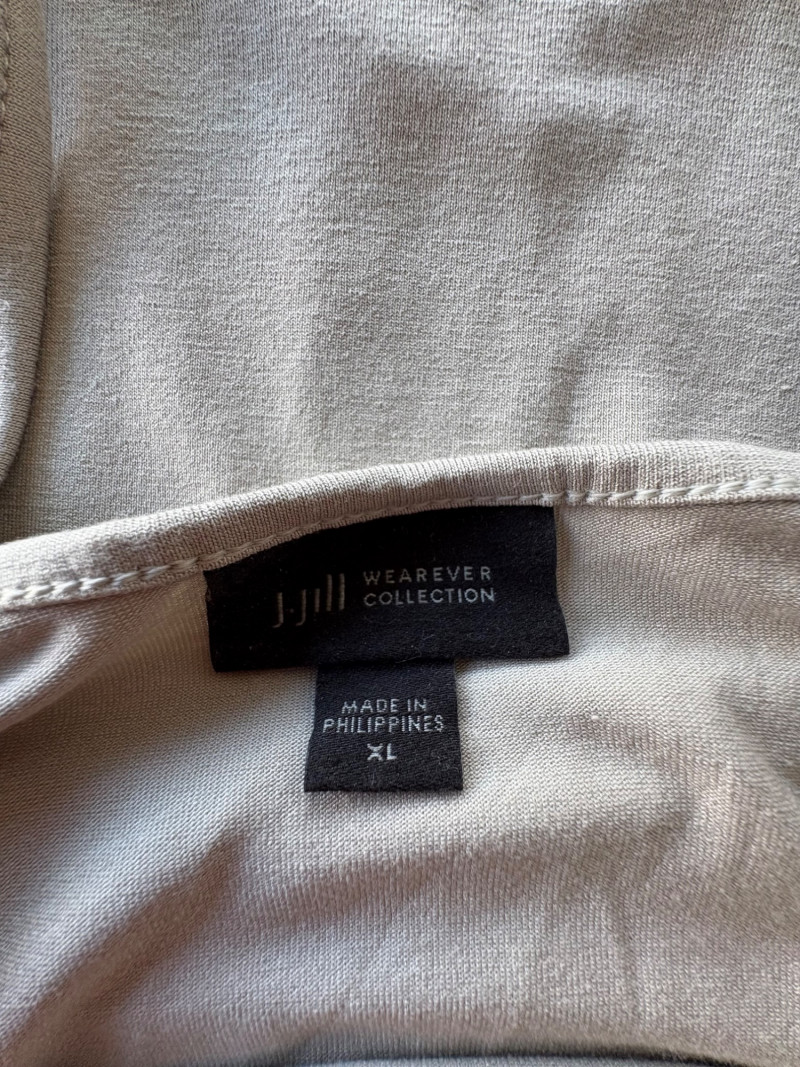 J.Jill WEAREVER
COLLECTION
MADE IN
PHILIPPINES
XL